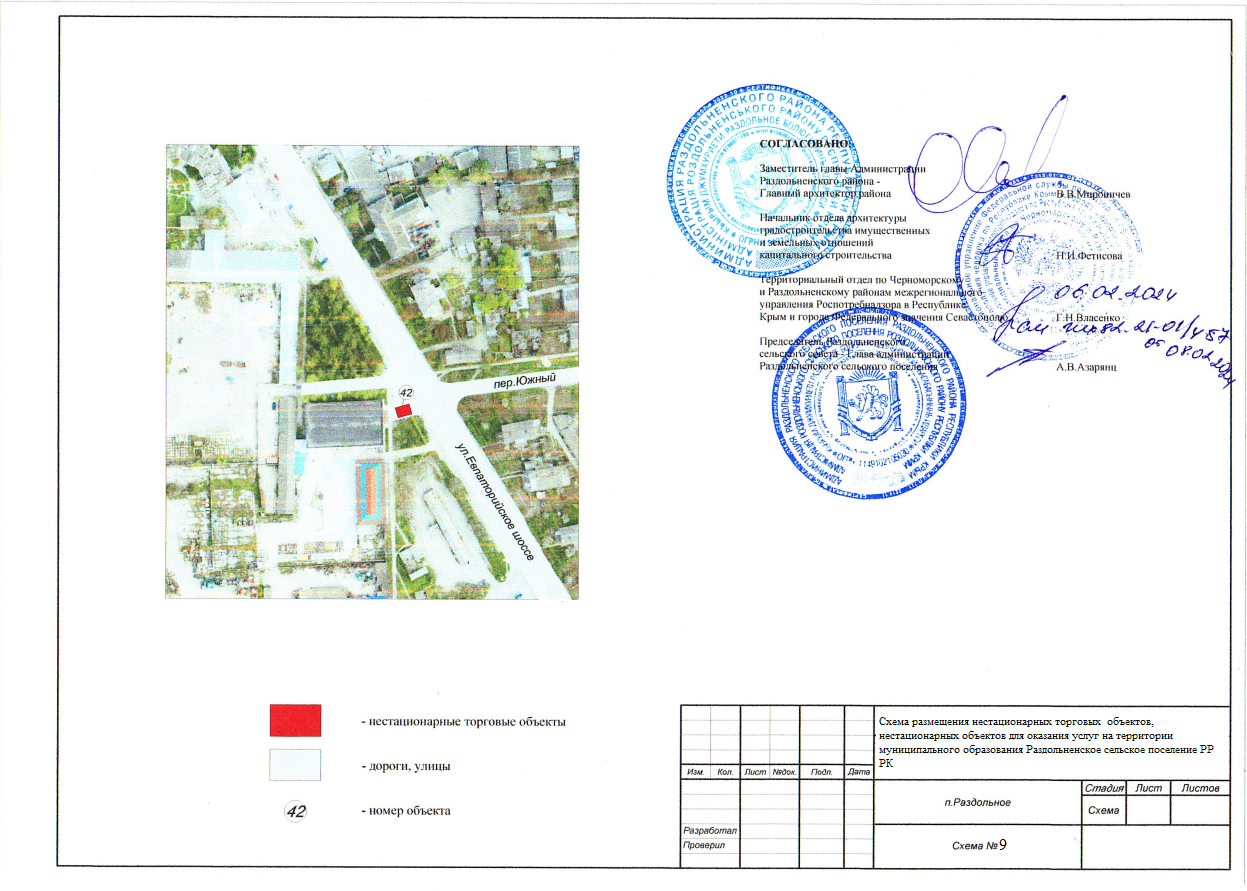 СОГЛАСОВАНО:
Заместитель главы Администрации
Раздольненского района -
Главный архитектор района
В.В.Мироничев
Начальник отдела архитектуры
градостроительства имущественных
и земельных отношений
капитального строительства
Н.И.Фетисова
Территориальный отдел по Черноморскому
и Раздольненскому районам межрегионального
управления Роспотребнадзора в Республике
Крым и городе Федерального значения Севастополю
Г.Н.Власенко
06.02.2024
08.02.2024
Председатель Раздольненского
сельского совета - Глава администрации
Раздольненского сельского поселения
А.В.Азарянц
42
пер.Южный
ул.Евпаторийское шоссе
- нестационарные торговые объекты
- дороги, улицы
42
- номер объекта
Схема размещения нестационарных торговых объектов,
нестационарных объектов для оказания услуг на территории
муниципального образования Раздольненское сельское поселение РР
РК
Изм. Кол. Лист №док. Подп. Дата
п.Раздольное
Стадия Лист Листов
Схема
Разработал
Проверил
Схема №9